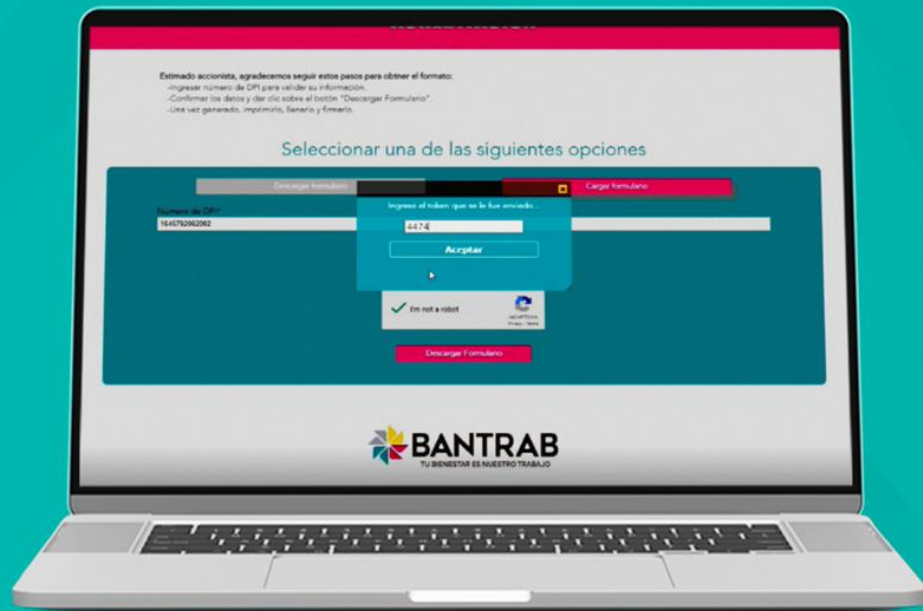 Estimado accionista, agradecemos seguir estos pasos para obtner el formato:
-Ingresar número de DPI para validar su información.
-Confirmar los datos y dar clic sobre el botón "Descargar Formulario".
-Una vez generado, imprimirlo, llenarlo y firmarlo.
Seleccionar una de las siguientes opciones
Descargar formulario
Cargar formulario
Ingrese el token que se le fue enviado...
Número de DPI*
4474
Aceptar
I'm not a robot
reCAPTCHA
Privacy - Terms
Descargar Formulario
BANTRAB
TU BIENESTAR ES NUESTRO TRABAJO